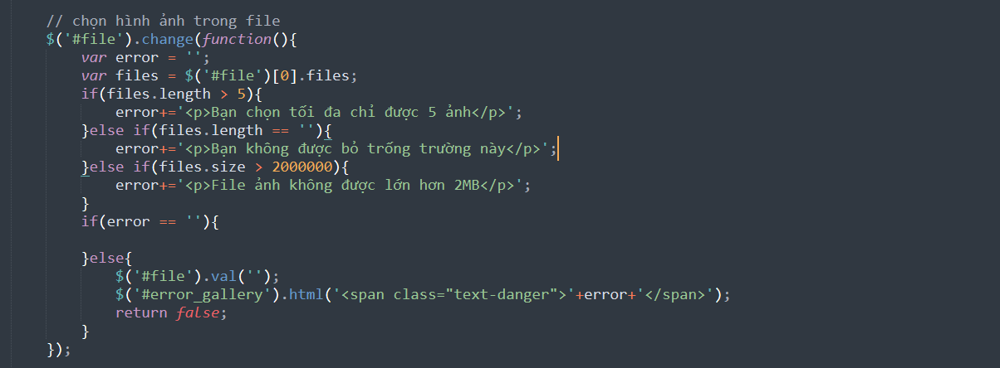 // chọn hình ảnh trong file
$('#file').change(function(){
    var error = '';
    var files = $('#file')[0].files;
    if(files.length > 5){
        error+='<p>Bạn chọn tối đa chỉ được 5 ảnh</p>';
    }else if(files.length == ''){
        error+='<p>Bạn không được bỏ trống trường này</p>';
    }else if(files.size > 2000000){
        error+='<p>File ảnh không được lớn hơn 2MB</p>';
    }
    if(error == ''){

    }else{
        $('#file').val('');
        $('#error_gallery').html('<span class="text-danger">'+error+'</span>');
        return false;
    }
});